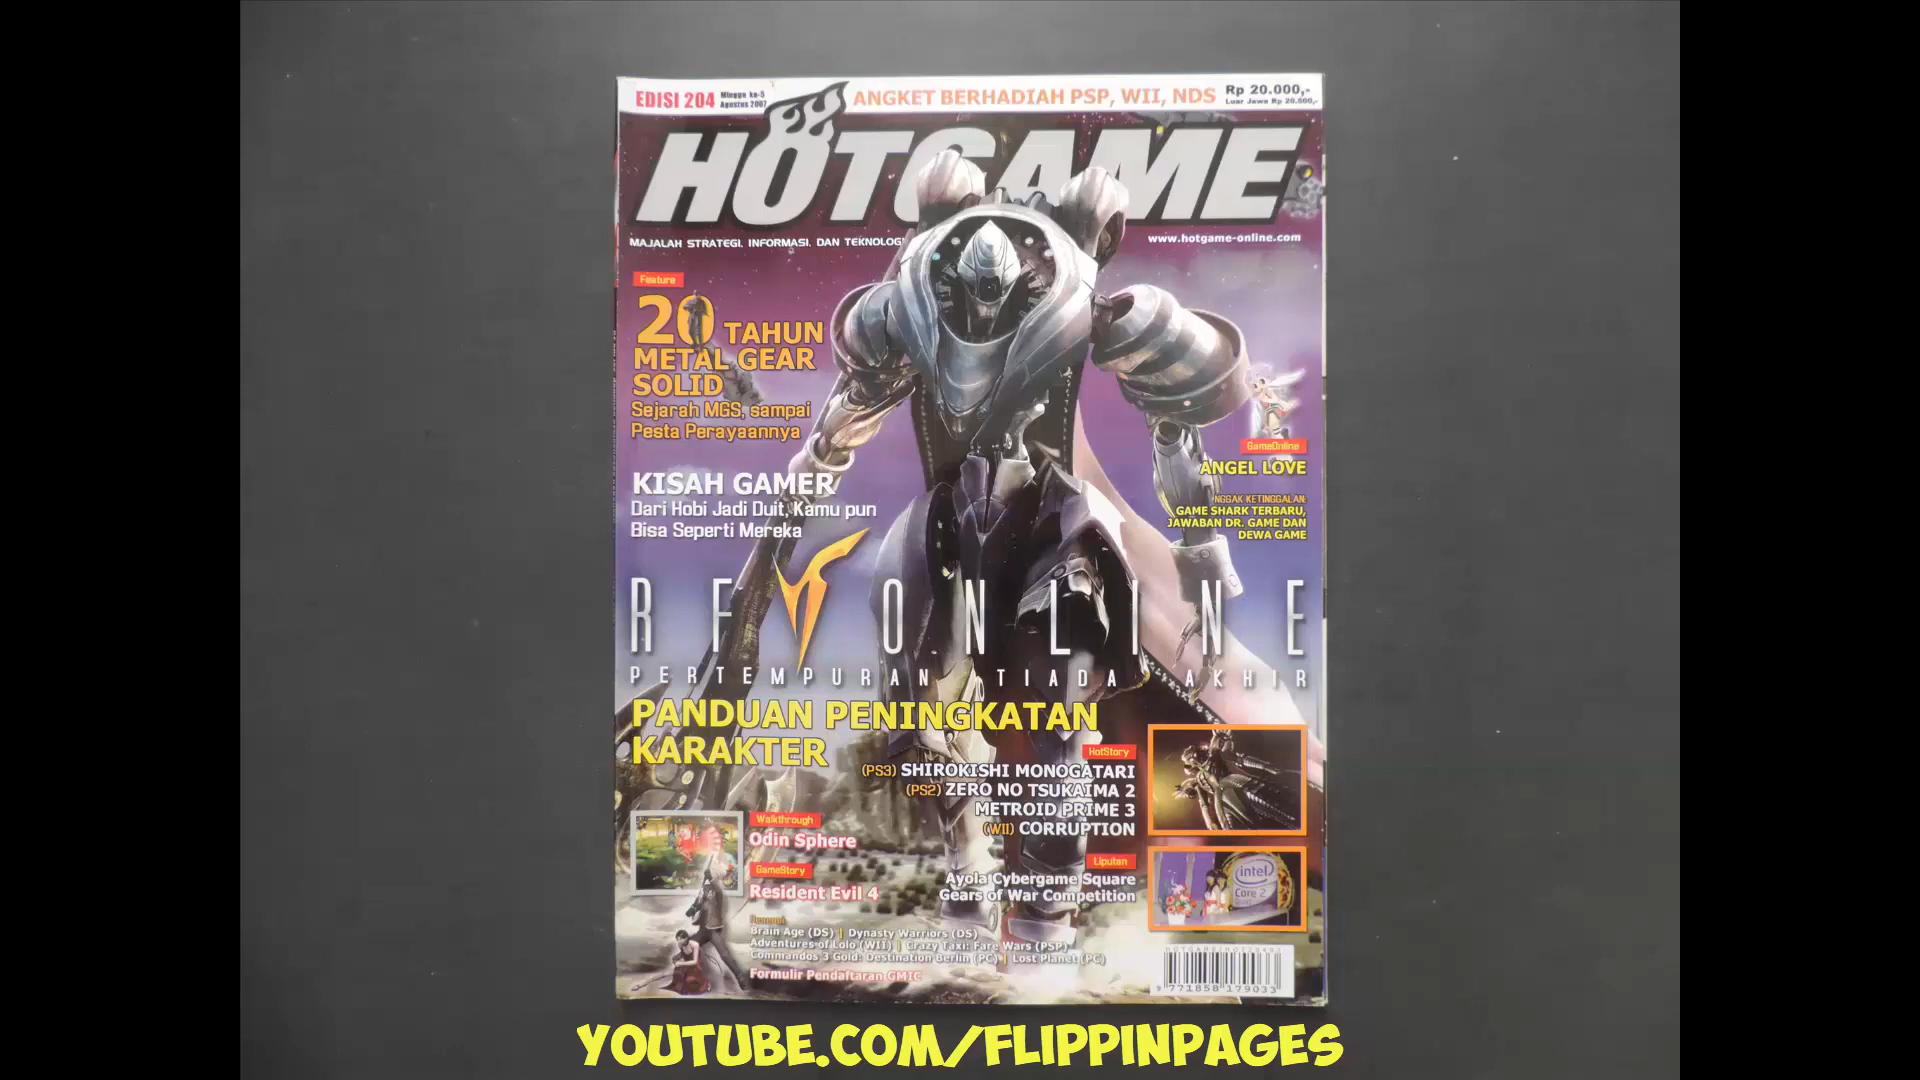 EDISI 204
Minggu ke-5
Agustus 2007
ANGKET BERHADIAH PSP, WII, NDS
Rp 20.000,-
Luar Jawa Rp 20.500,-
HOTGAME
MAJALAH STRATEGI, INFORMASI, DAN TEKNOLOGI
www.hotgame-online.com
Feature
20 TAHUN
METAL GEAR
SOLID
Sejarah MGS, sampai
Pesta Perayaannya
KISAH GAMER
Dari Hobi Jadi Duit, Kamu pun
Bisa Seperti Mereka
GameOnline
ANGEL LOVE
NGGAK KETINGGALAN:
GAME SHARK TERBARU,
JAWABAN DR. GAME DAN
DEWA GAME
RF ONLINE
PERTEMPURAN TIADA AKHIR
PANDUAN PENINGKATAN
KARAKTER
HotStory
(PS3) SHIROKISHI MONOGATARI
(PS2) ZERO NO TSUKAIMA 2
METROID PRIME 3
(WII) CORRUPTION
Walkthrough
Odin Sphere
GameStory
Resident Evil 4
Liputan
Ayola Cybergame Square
Gears of War Competition
intel
Core 2
Resensi
Brain Age (DS) | Dynasty Warriors (DS)
Adventures of Lolo (WII) | Crazy Taxi: Fare Wars (PSP)
Commandos 3 Gold: Destination Berlin (PC) | Lost Planet (PC)
Formulir Pendaftaran GMIC
9 771858 179033
YOUTUBE.COM/FLIPPINPAGES